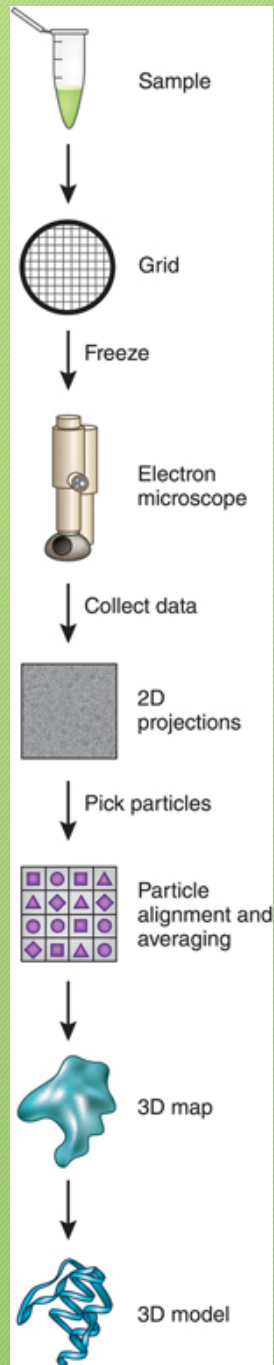 Sample
Grid
Freeze
Electron
microscope
Collect data
2D
projections
Pick particles
Particle
alignment and
averaging
3D map
3D model